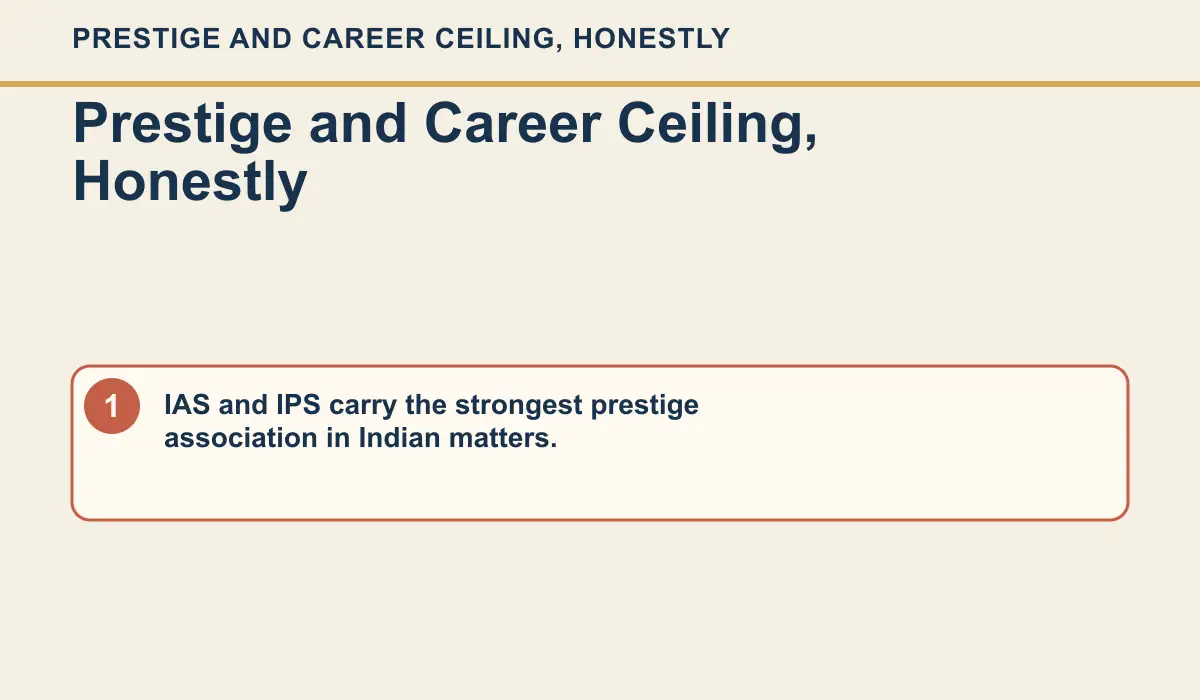 PRESTIGE AND CAREER CEILING, HONESTLY
Prestige and Career Ceiling,
Honestly
1
IAS and IPS carry the strongest prestige
association in Indian matters.